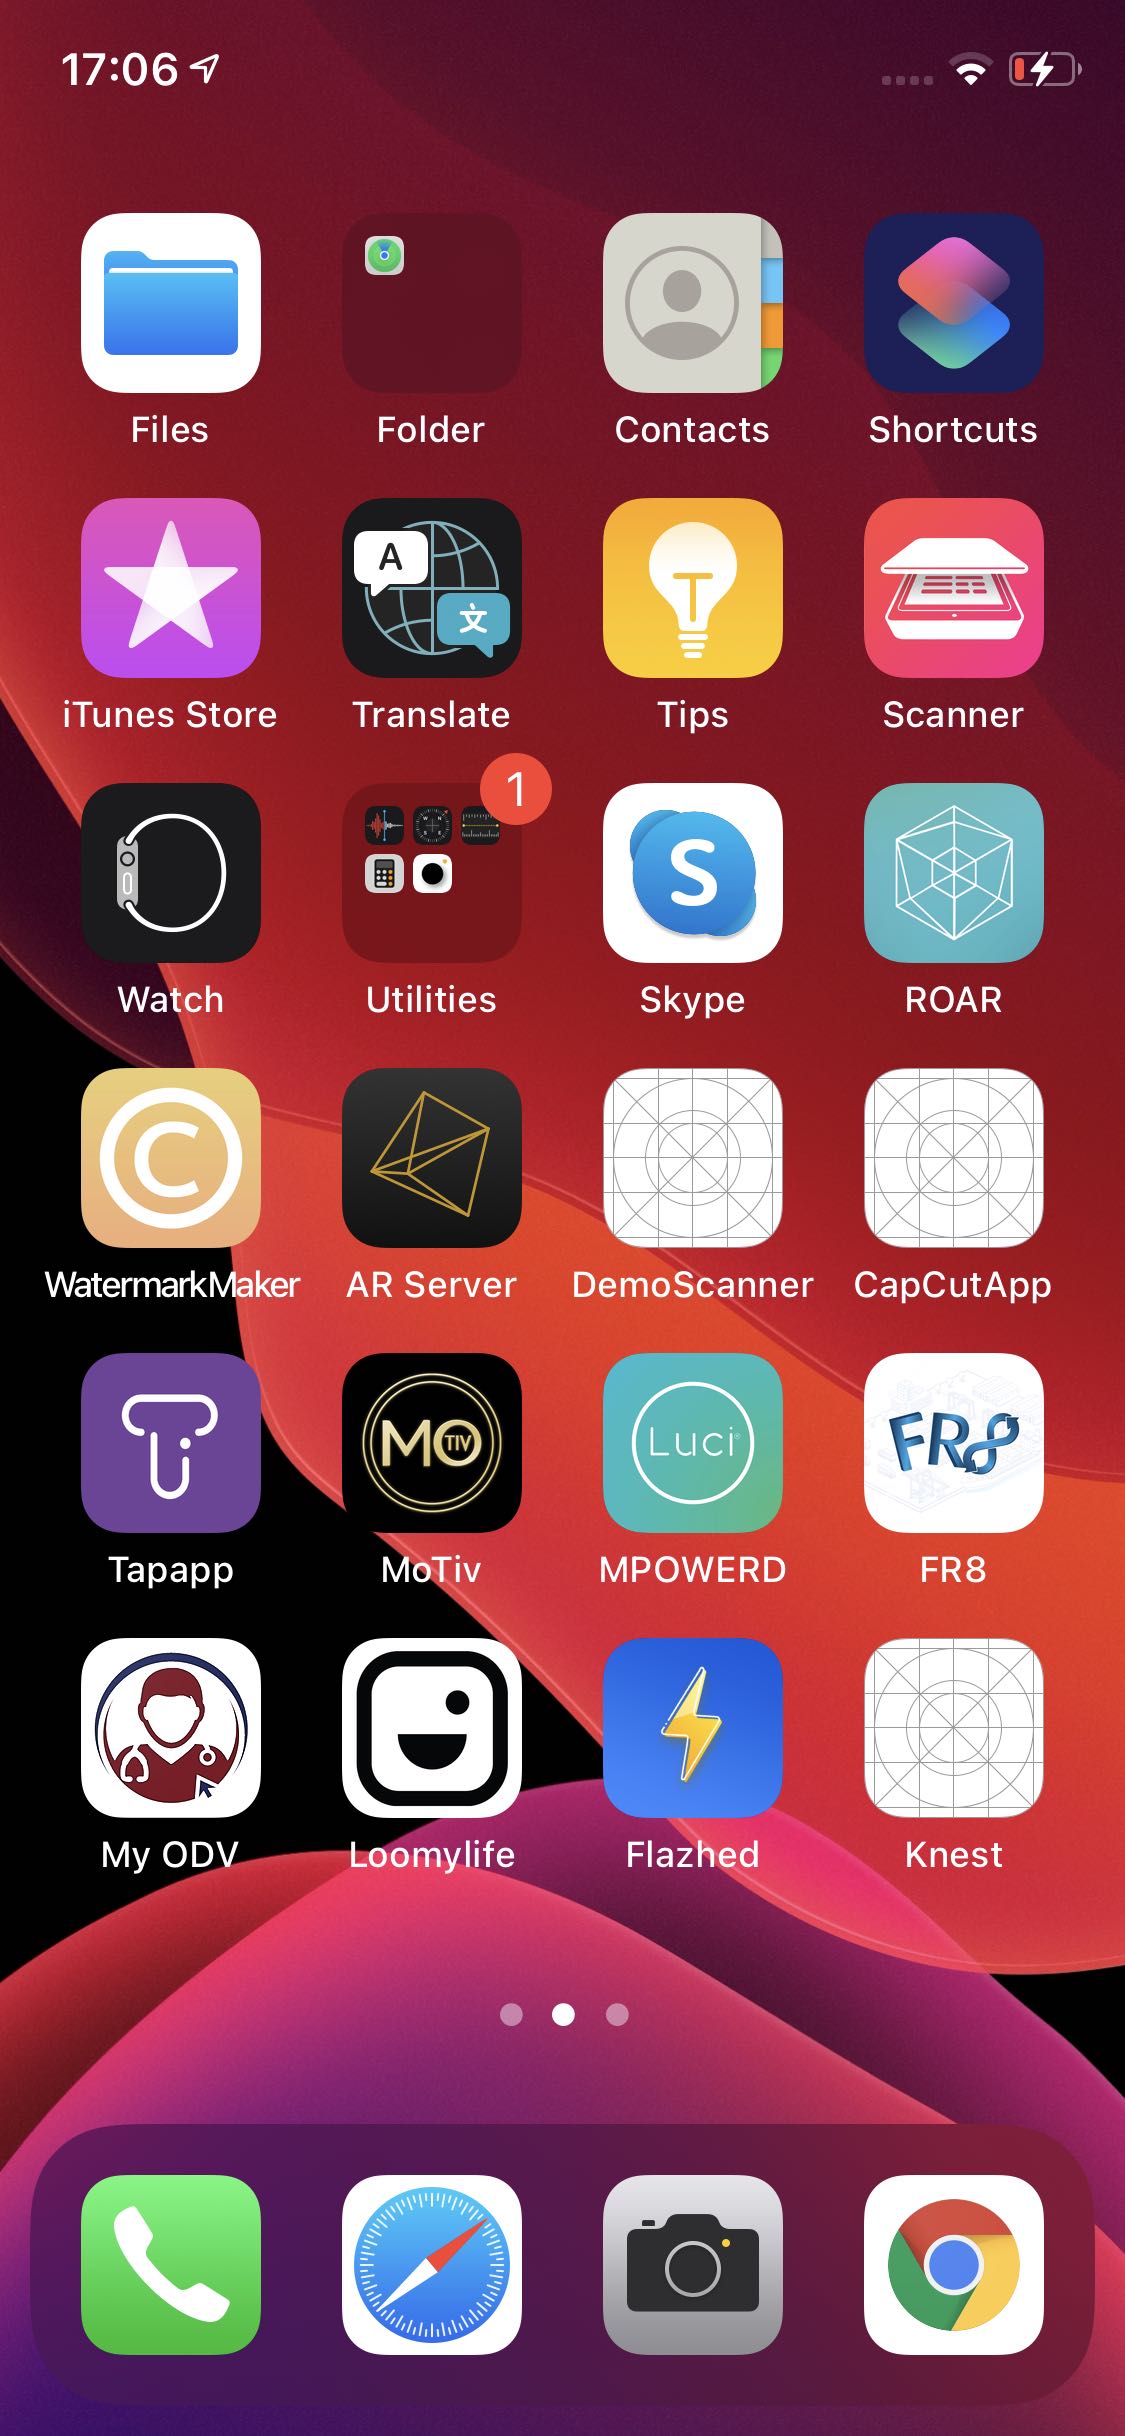 17:06
Files Folder Contacts Shortcuts
A 文
iTunes Store Translate Tips Scanner
1
S
Watch Utilities Skype ROAR
©
WatermarkMaker AR Server DemoScanner CapCutApp
MOTIV Luci® FR8
Tapapp MoTiv MPOWERD FR8
My ODV Loomylife Flazhed Knest